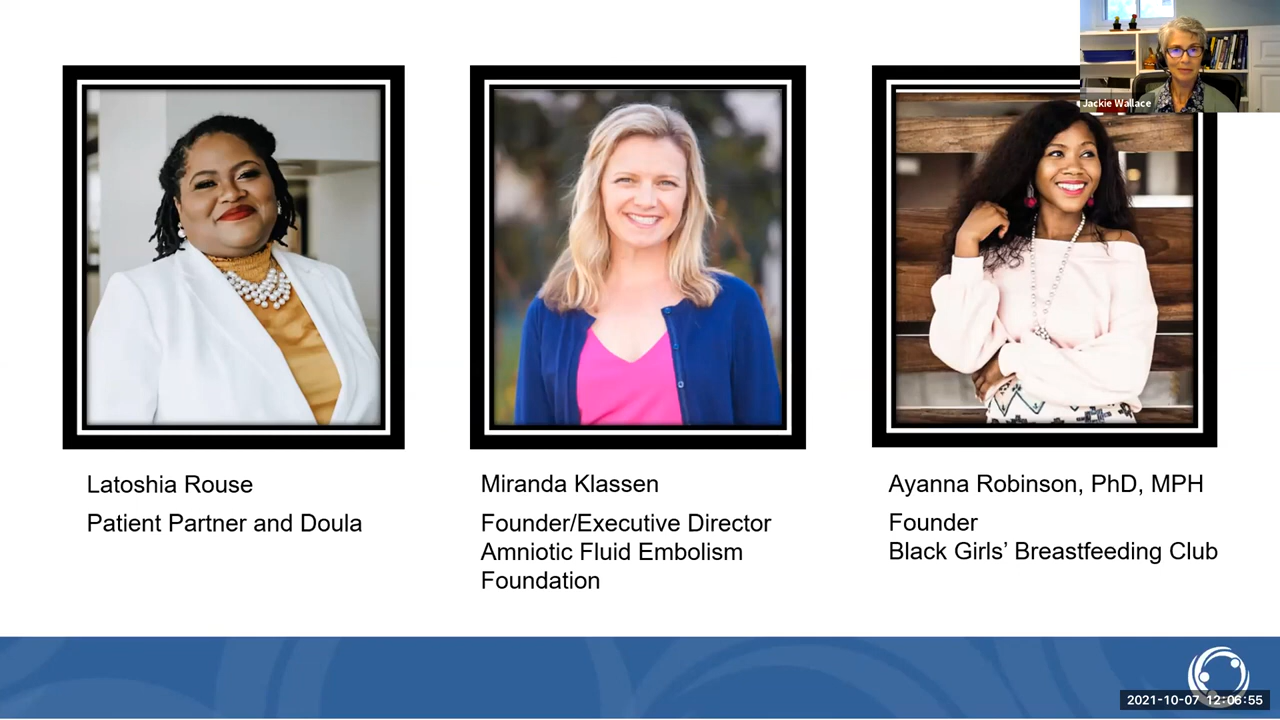 Jackie Wallace
Latoshia Rouse
Patient Partner and Doula
Miranda Klassen
Founder/Executive Director
Amniotic Fluid Embolism
Foundation
Ayanna Robinson, PhD, MPH
Founder
Black Girls’ Breastfeeding Club
2021-10-07 12:06:55